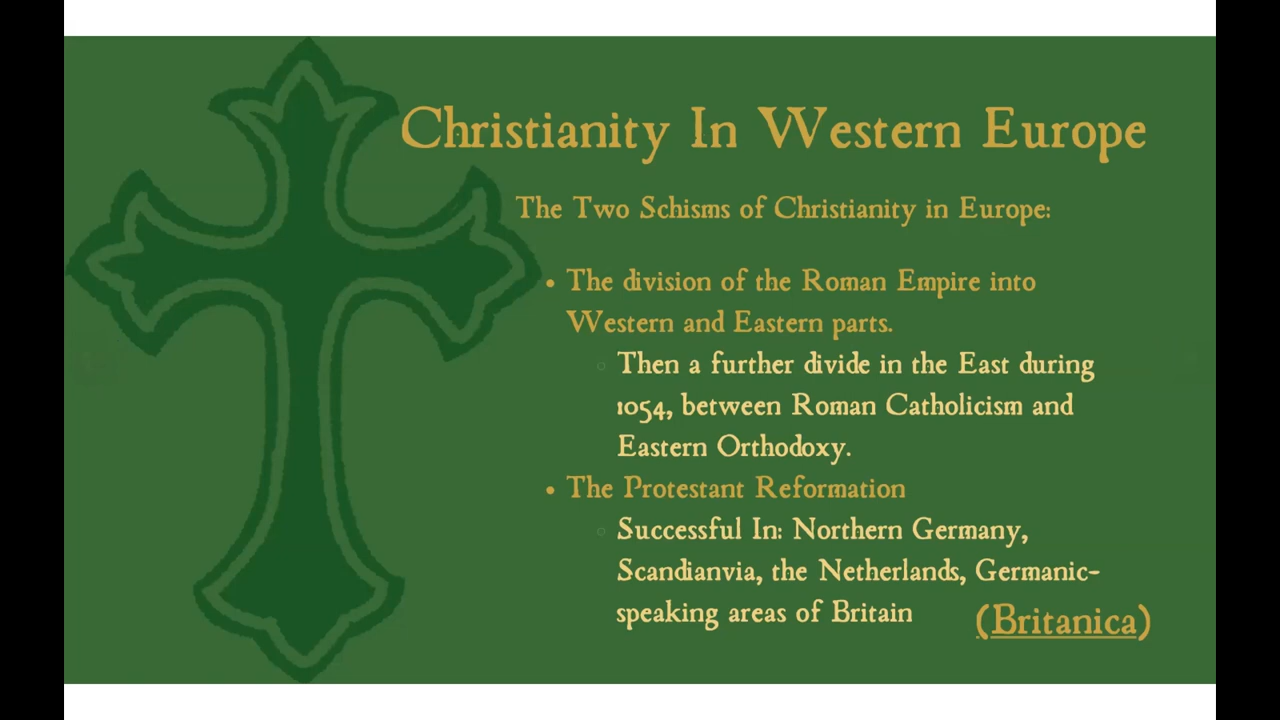 Christianity In Western Europe
The Two Schisms of Christianity in Europe:
• The division of the Roman Empire into
Western and Eastern parts.
○ Then a further divide in the East during
1054, between Roman Catholicism and
Eastern Orthodoxy.
• The Protestant Reformation
○ Successful In: Northern Germany,
Scandianvia, the Netherlands, Germanic-
speaking areas of Britain
(Britanica)